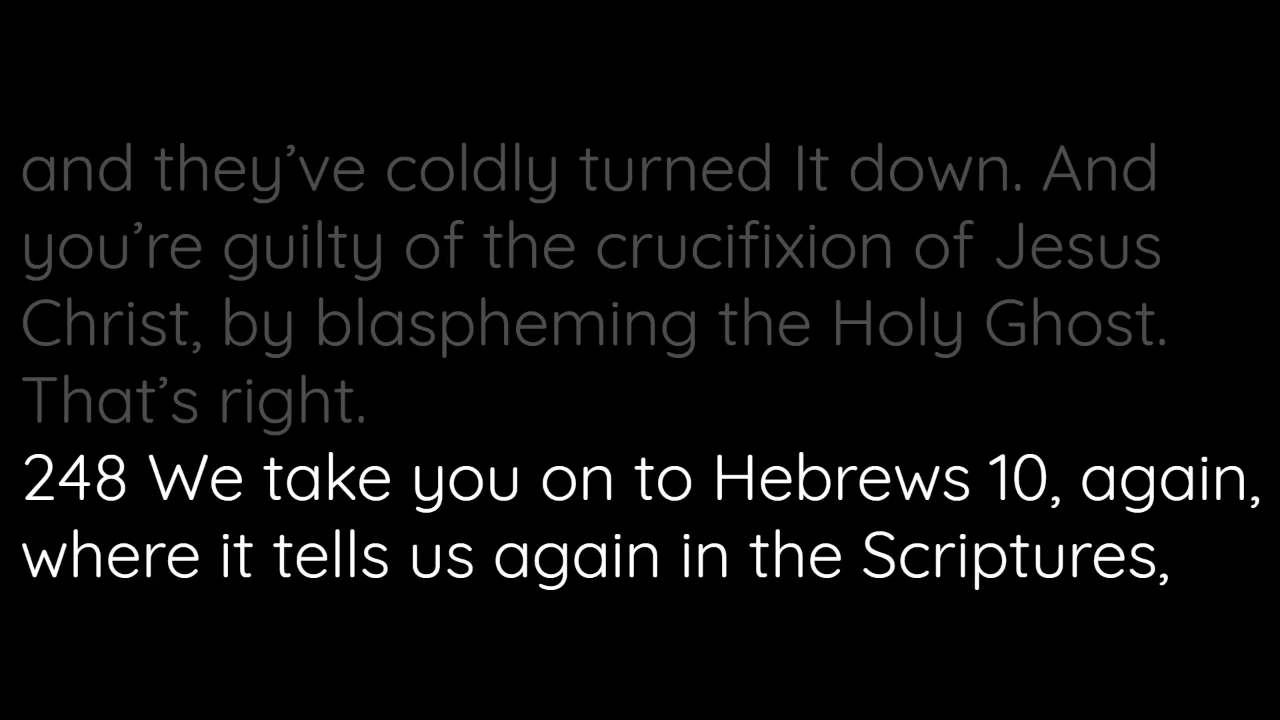 and they’ve coldly turned It down. And
you’re guilty of the crucifixion of Jesus
Christ, by blaspheming the Holy Ghost.
That’s right.
248 We take you on to Hebrews 10, again,
where it tells us again in the Scriptures,